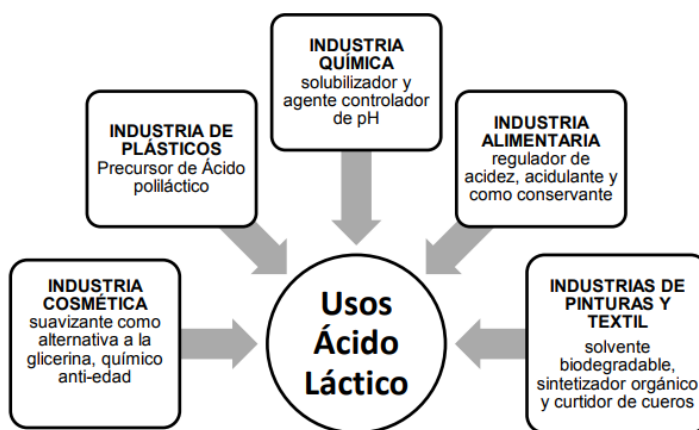 INDUSTRIA
QUÍMICA
solubilizador y
agente controlador
de pH
INDUSTRIA DE
PLÁSTICOS
Precursor de Ácido
poliláctico
INDUSTRIA
ALIMENTARIA
regulador de
acidez, acidulante y
como conservante
INDUSTRIA
COSMÉTICA
suavizante como
alternativa a la
glicerina, químico
anti-edad
Usos
Ácido
Láctico
INDUSTRIAS DE
PINTURAS Y
TEXTIL
solvente
biodegradable,
sintetizador orgánico
y curtidor de cueros